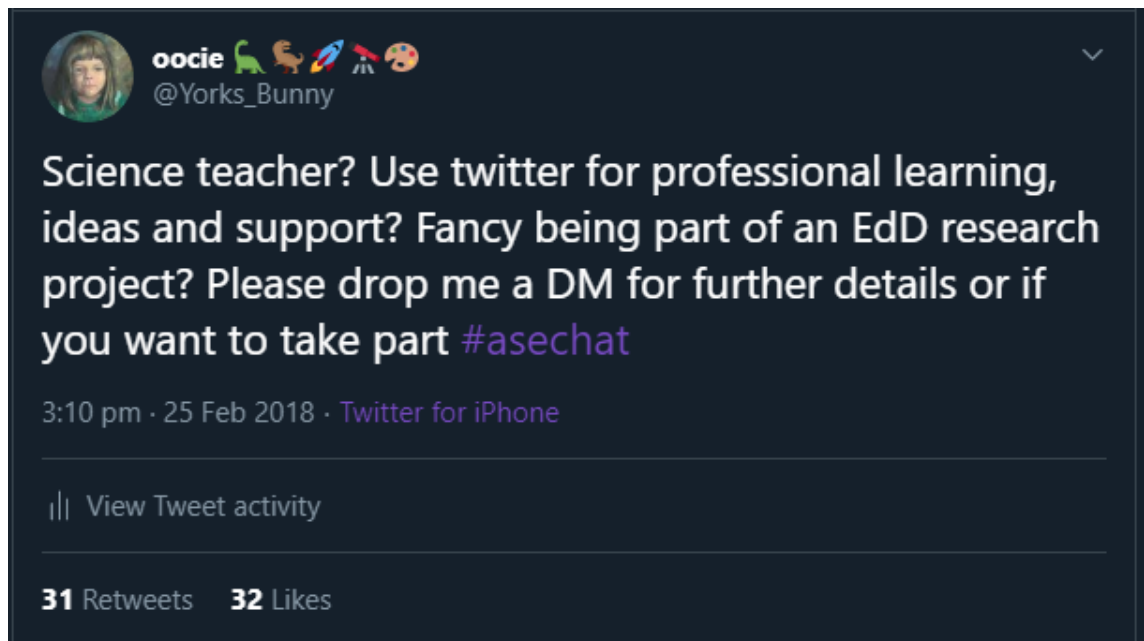 oocie 🦕🦖🚀🔭🎨
@Yorks_Bunny
Science teacher? Use twitter for professional learning,
ideas and support? Fancy being part of an EdD research
project? Please drop me a DM for further details or if
you want to take part #asechat
3:10 pm · 25 Feb 2018 · Twitter for iPhone
View Tweet activity
31 Retweets 32 Likes